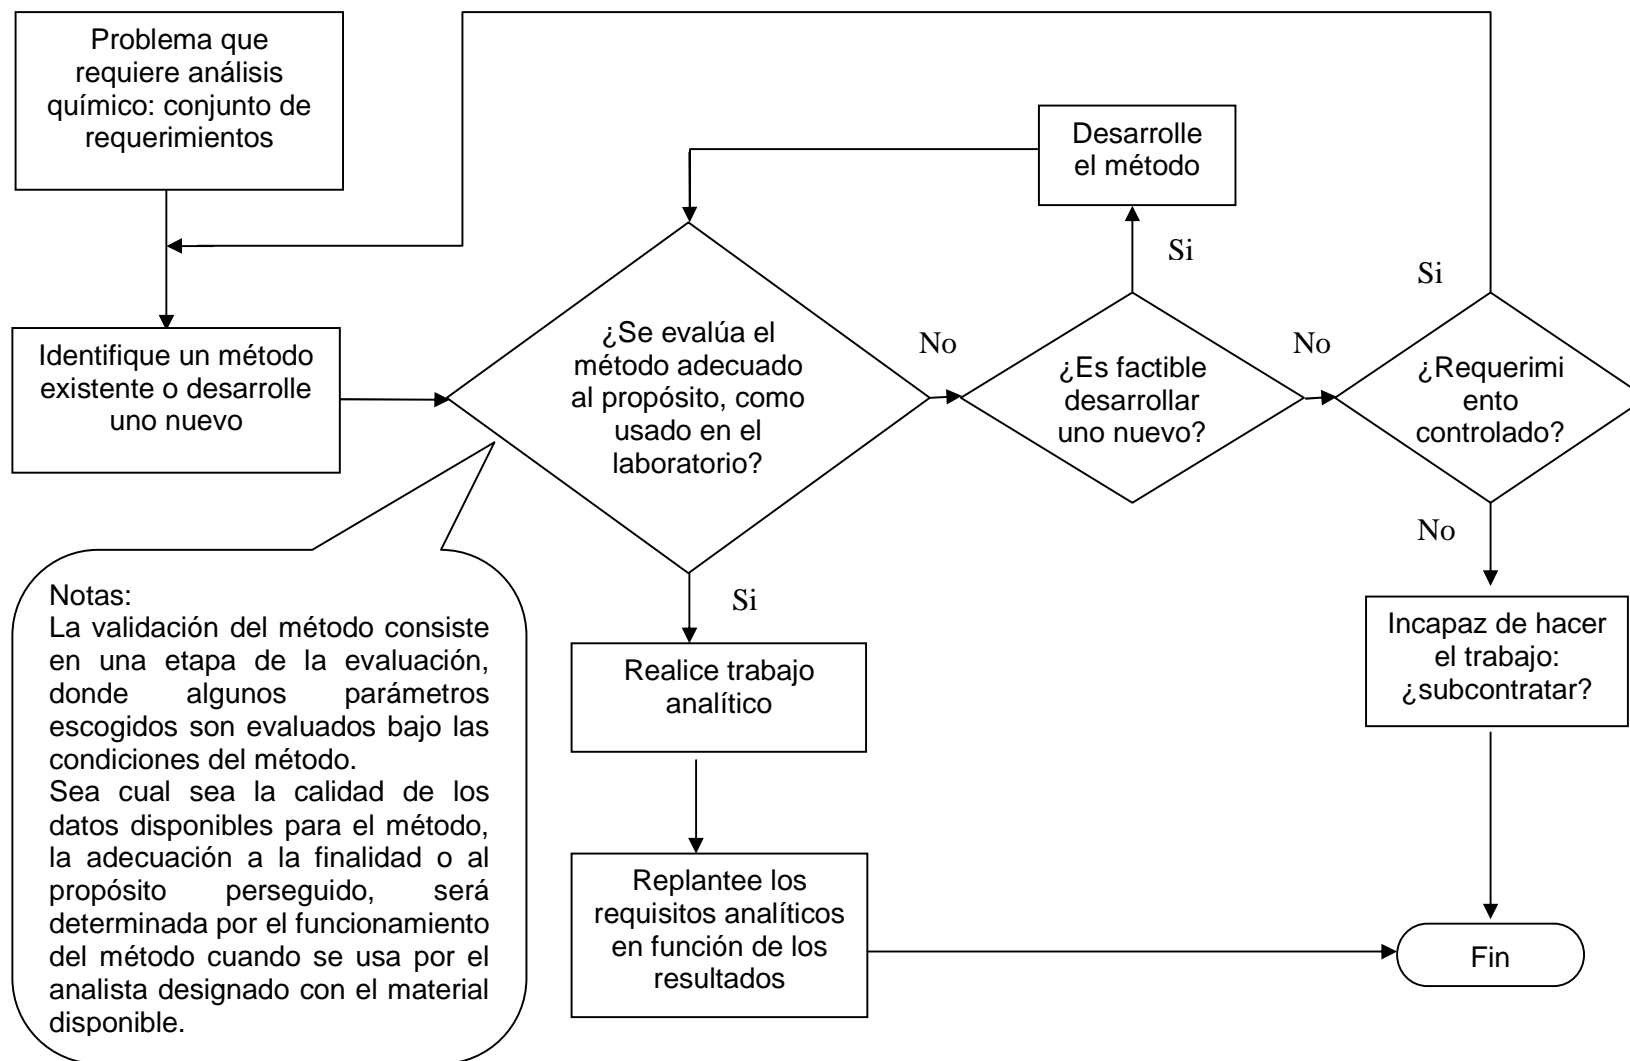 Problema que
requiere análisis
químico: conjunto de
requerimientos
Desarrolle
el método
Si
Si
Identifique un método
existente o desarrolle
uno nuevo
¿Se evalúa el
método adecuado
al propósito, como
usado en el
laboratorio?
No
¿Es factible
desarrollar
uno nuevo?
No
¿Requerimi
ento
controlado?
No
Si
Notas:
La validación del método consiste
en una etapa de la evaluación,
donde algunos parámetros
escogidos son evaluados bajo las
condiciones del método.
Sea cual sea la calidad de los
datos disponibles para el método,
la adecuación a la finalidad o al
propósito perseguido, será
determinada por el funcionamiento
del método cuando se usa por el
analista designado con el material
disponible.
Realice trabajo
analítico
Incapaz de hacer
el trabajo:
¿subcontratar?
Replantee los
requisitos analíticos
en función de los
resultados
Fin